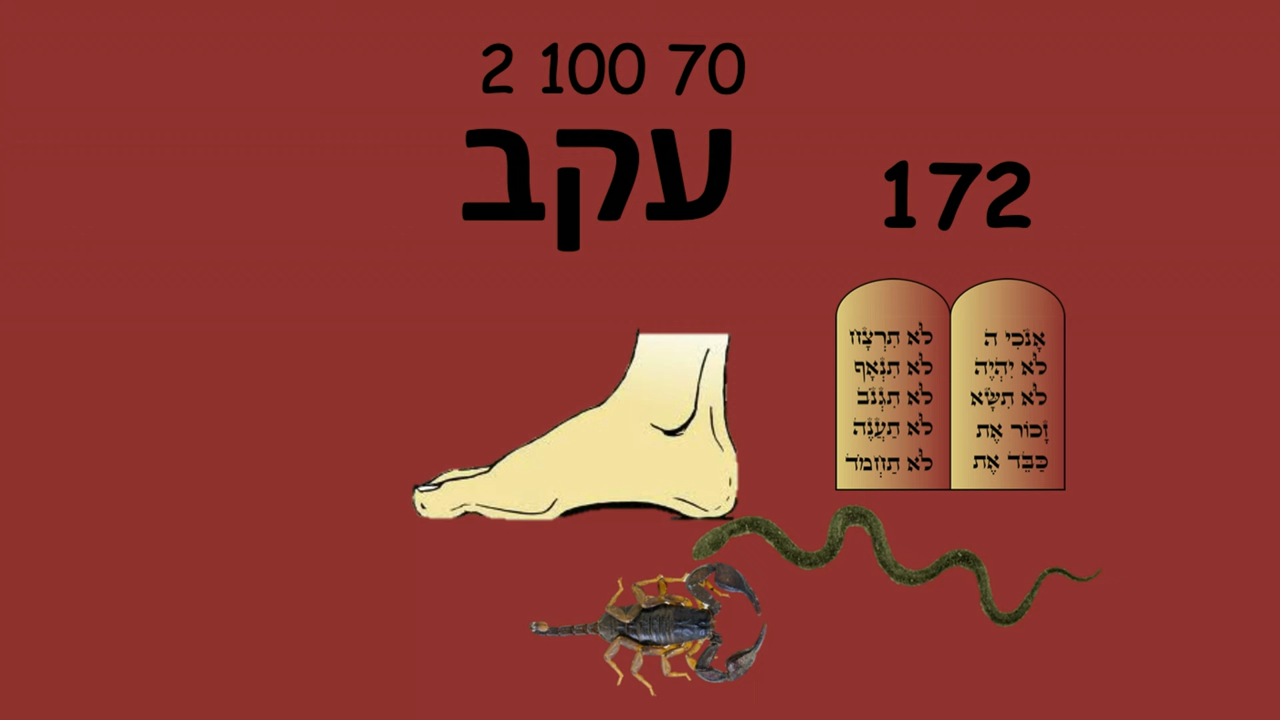 2 100 70
עקב
172
אָנֹכִי ה
לֹא יִהְיֶה
לֹא תִשָּׂא
זָכוֹר אֶת
כַּבֵּד אֶת
לֹא תִרְצָח
לֹא תִנְאָף
לֹא תִגְנֹב
לֹא תַעֲנֶה
לֹא תַחְמֹד